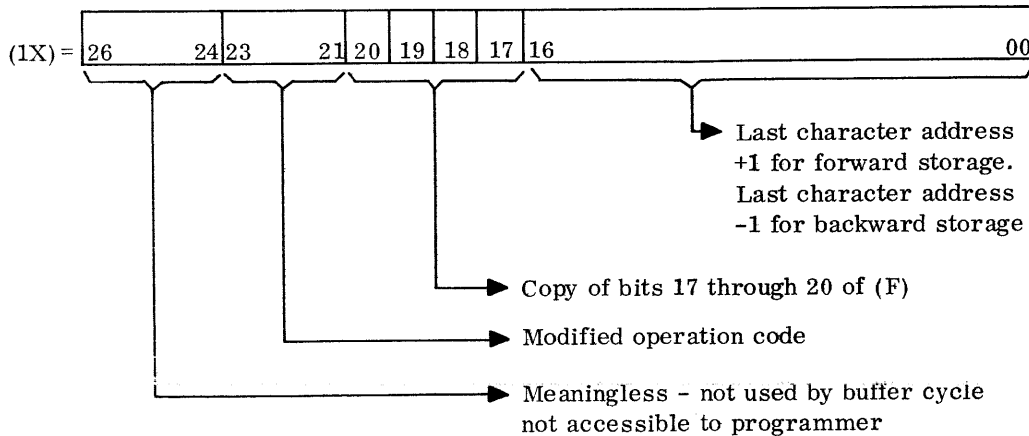 (1X) = 26 24 23 21 20 19 18 17 16 00
Last character address
+1 for forward storage.
Last character address
-1 for backward storage
Copy of bits 17 through 20 of (F)
Modified operation code
Meaningless - not used by buffer cycle
not accessible to programmer